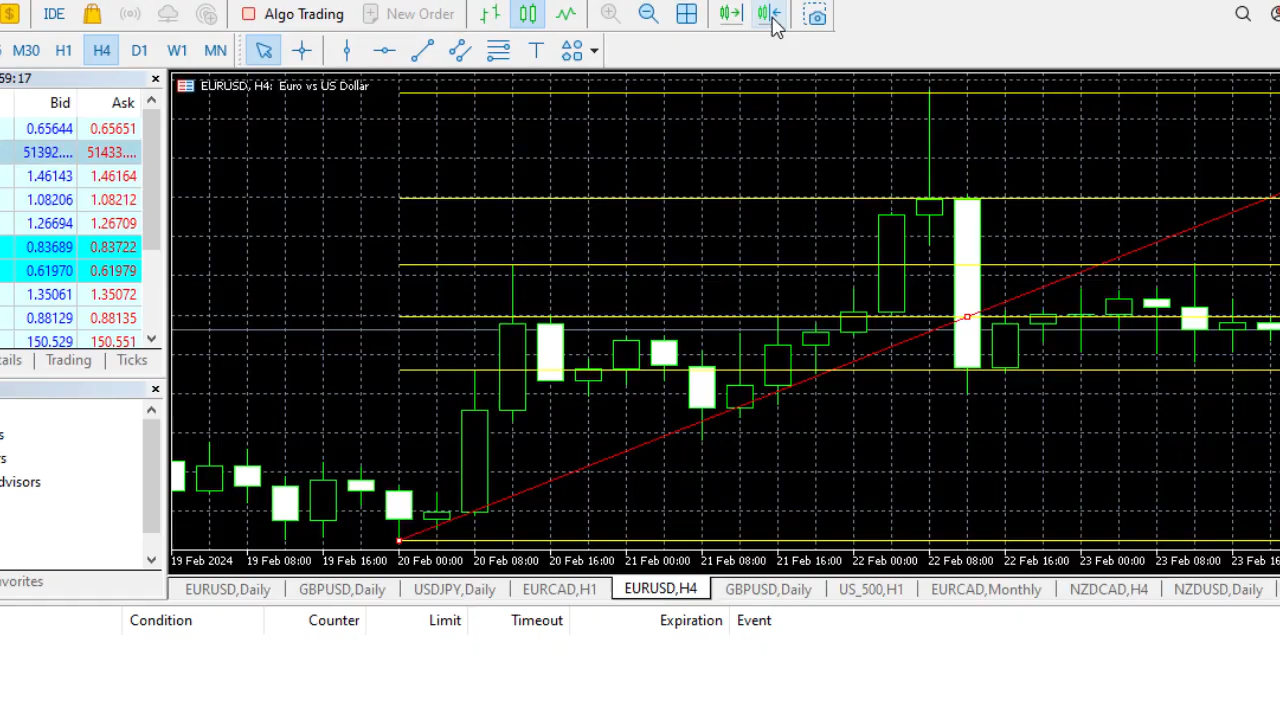 $ IDE Algo Trading New Order
M30 H1 H4 D1 W1 MN T
59:17
Bid Ask
0.65644 0.65651
51392.... 51433....
1.46143 1.46164
1.08206 1.08212
1.26694 1.26709
0.83689 0.83722
0.61970 0.61979
1.35061 1.35072
0.88129 0.88135
150.529 150.551
tails Trading Ticks
s
rs
dvisors
avorites
EURUSD, H4: Euro vs US Dollar
19 Feb 2024 19 Feb 08:00 19 Feb 16:00 20 Feb 00:00 20 Feb 08:00 20 Feb 16:00 21 Feb 00:00 21 Feb 08:00 21 Feb 16:00 22 Feb 00:00 22 Feb 08:00 22 Feb 16:00 23 Feb 00:00 23 Feb 08:00 23 Feb 16
EURUSD,Daily GBPUSD,Daily USDJPY,Daily EURCAD,H1 EURUSD,H4 GBPUSD,Daily US_500,H1 EURCAD,Monthly NZDCAD,H4 NZDUSD,Daily
Condition Counter Limit Timeout Expiration Event